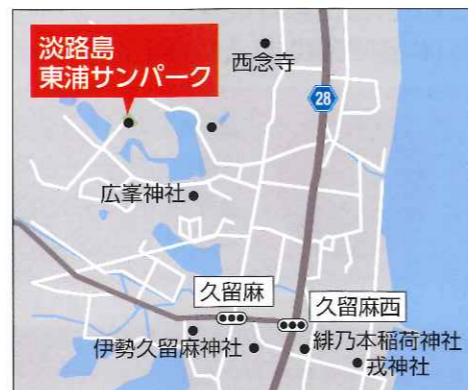 淡路島
東浦サンパーク
西念寺
28
広峯神社
久留麻
久留麻西
伊勢久留麻神社
緋乃本稲荷神社
戎神社